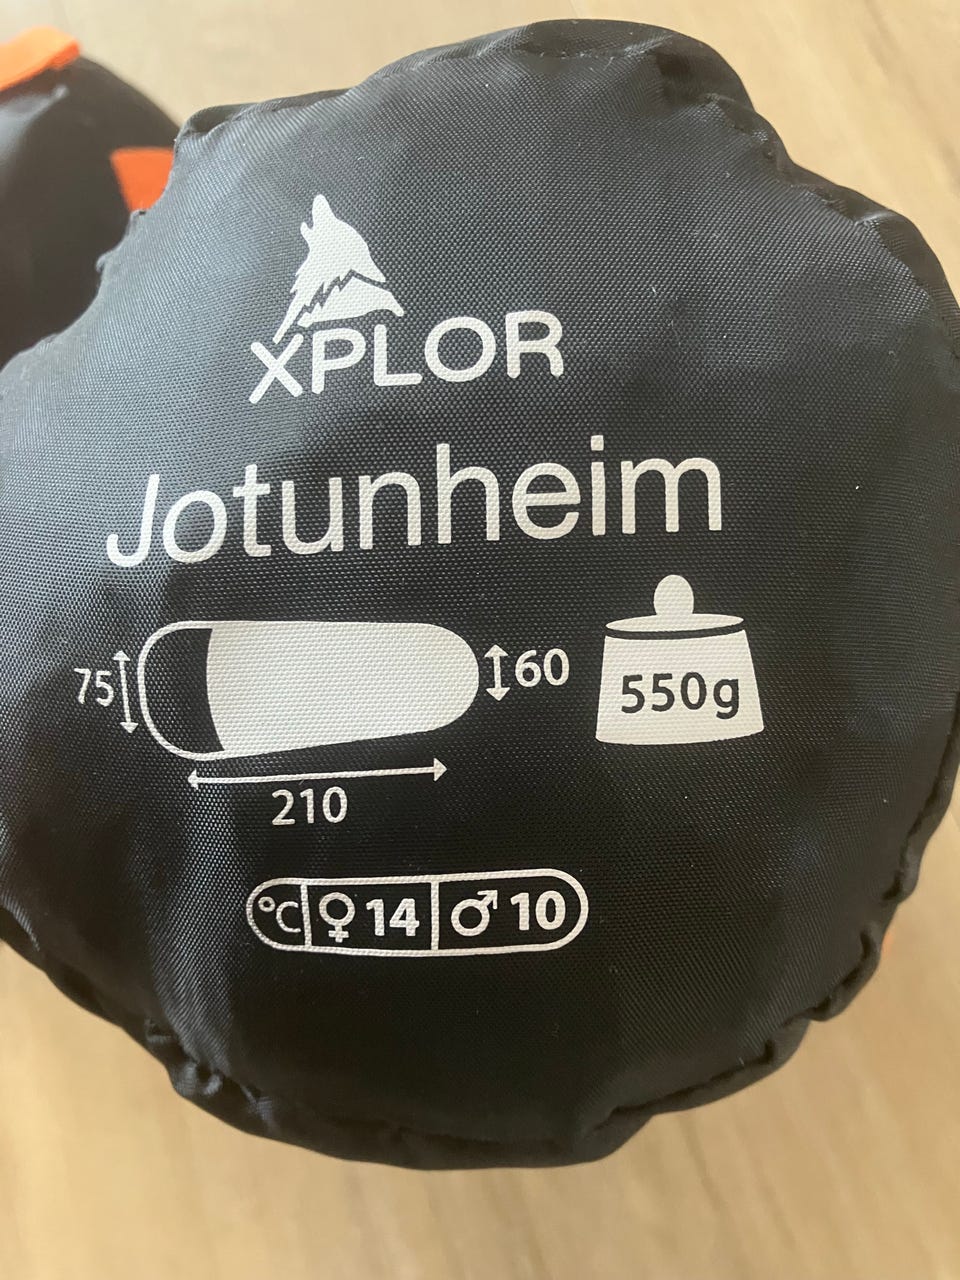 XPLOR
Jotunheim
75
60
550g
210
°C ♀ 14 ♂ 10